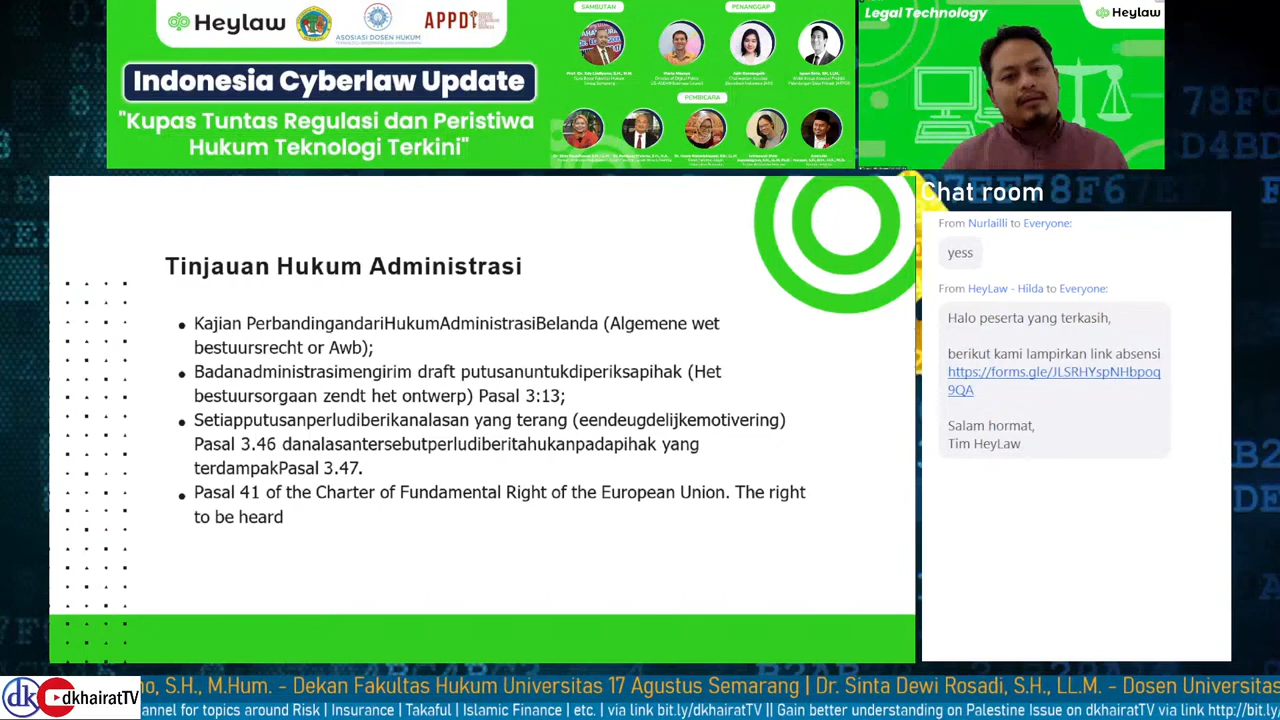 Heylaw
ASOSIASI DOSEN HUKUM
APPDI
Indonesia Cyberlaw Update
"Kupas Tuntas Regulasi dan Peristiwa
Hukum Teknologi Terkini"
SAMBUTAN
PENANGGAP
PEMBICARA
Legal Technology
Heylaw
Tinjauan Hukum Administrasi
• Kajian PerbandingandariHukumAdministrasiBelanda (Algemene wet
bestuursrecht or Awb);
• Badanadministrasimengirim draft putusanuntukdiperiksapihak (Het
bestuursorgaan zendt het ontwerp) Pasal 3:13;
• Setiapputusanperludiberikanalasan yang terang (eendeugdelijkemotivering)
Pasal 3.46 danalasantersebutperludiberitahukanpadapihak yang
terdampakPasal 3.47.
• Pasal 41 of the Charter of Fundamental Right of the European Union. The right
to be heard
Chat room
From Nurlailli to Everyone:
yess
From HeyLaw - Hilda to Everyone:
Halo peserta yang terkasih,
berikut kami lampirkan link absensi
https://forms.gle/JLSRHYspNHbpoq
9QA
Salam hormat,
Tim HeyLaw
dk dkhairatTV
no, S.H., M.Hum. - Dekan Fakultas Hukum Universitas 17 Agustus Semarang | Dr. Sinta Dewi Rosadi, S.H., LL.M. - Dosen Universitas
annel for topics around Risk | Insurance | Takaful | Islamic Finance | etc. | via link bit.ly/dkhairatTV || Gain better understanding on Palestine Issue on dkhairatTV via link http://bit.ly